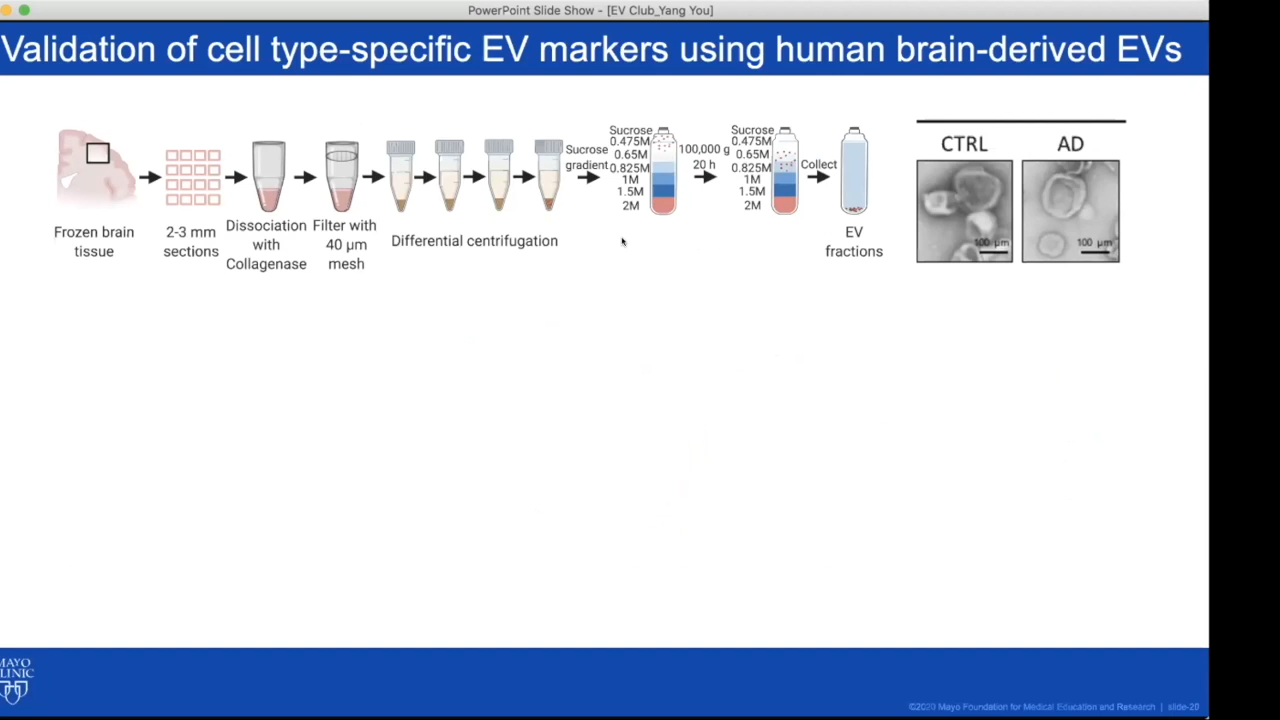 PowerPoint Slide Show - [EV Club_Yang You]
Validation of cell type-specific EV markers using human brain-derived EVs
Frozen brain
tissue
2-3 mm
sections
Dissociation
with
Collagenase
Filter with
40 µm
mesh
Differential centrifugation
Sucrose
gradient
Sucrose
0.475M
0.65M
0.825M
1M
1.5M
2M
100,000 g
20 h
Sucrose
0.475M
0.65M
0.825M
1M
1.5M
2M
Collect
EV
fractions
CTRL
AD
100 µm
100 µm
MAYO
CLINIC
©2020 Mayo Foundation for Medical Education and Research | slide-20